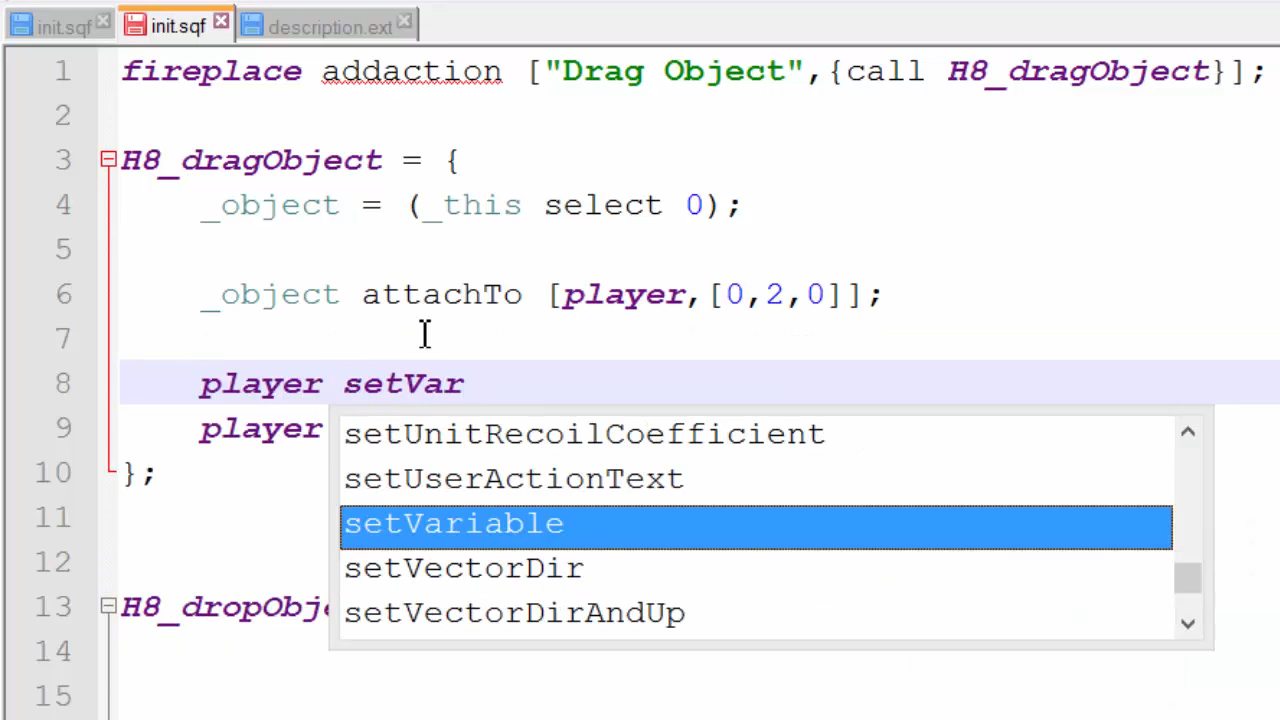 init.sqf init.sqf description.ext
1 fireplace addaction ["Drag Object",{call H8_dragObject}];
2
3 H8_dragObject = {
4 _object = (_this select 0);
5
6 _object attachTo [player,[0,2,0]];
7
8 player setVar
9 player
setUnitRecoilCoefficient
10 };
setUserActionText
11
setVariable
12
setVectorDir
13 H8_dropObje
setVectorDirAndUp
14
15